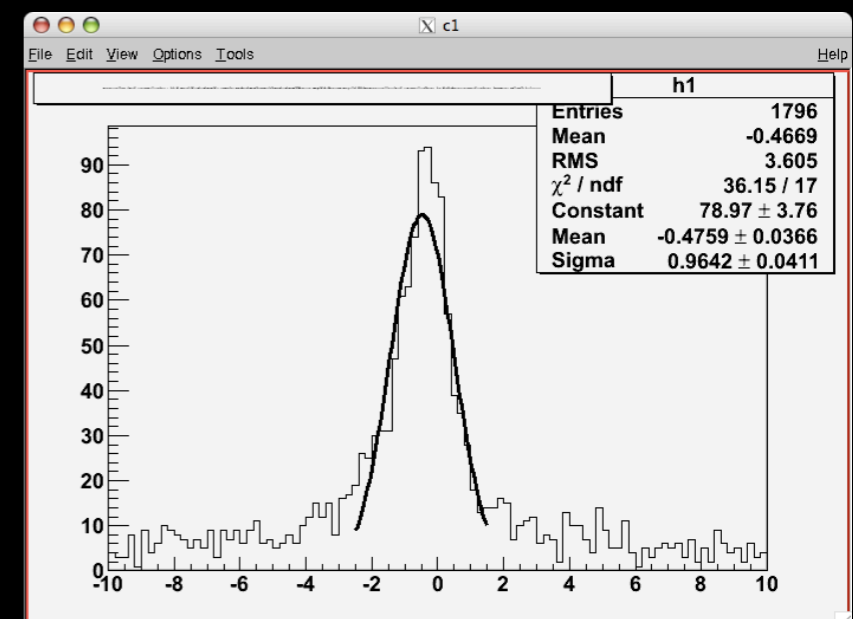 c1
File Edit View Options Tools Help
h1
Entries 1796
Mean -0.4669
RMS 3.605
χ² / ndf 36.15 / 17
Constant 78.97 ± 3.76
Mean -0.4759 ± 0.0366
Sigma 0.9642 ± 0.0411
90
80
70
60
50
40
30
20
10
0
-10 -8 -6 -4 -2 0 2 4 6 8 10